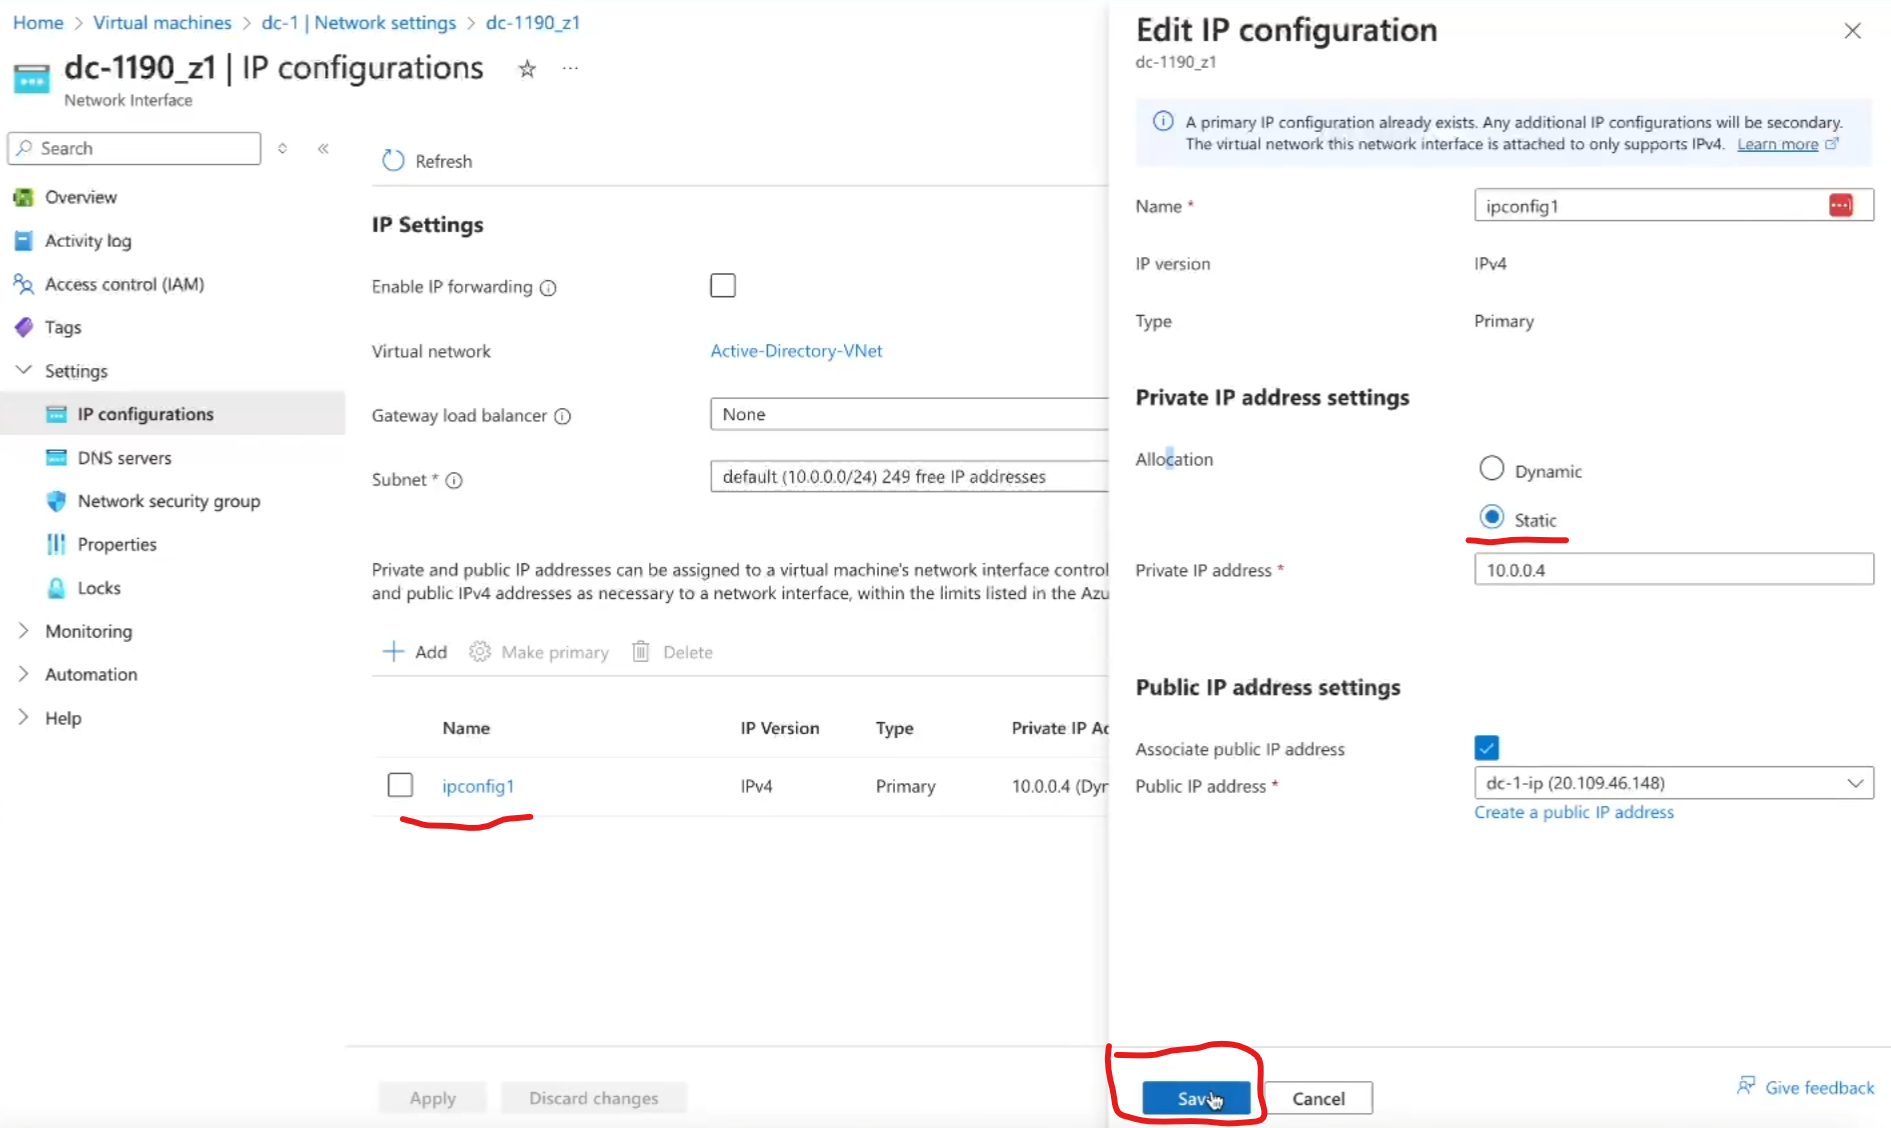 Home > Virtual machines > dc-1 | Network settings > dc-1190_z1
dc-1190_z1 | IP configurations
Network Interface
Search
Overview
Activity log
Access control (IAM)
Tags
Settings
IP configurations
DNS servers
Network security group
Properties
Locks
Monitoring
Automation
Help
Refresh
IP Settings
Enable IP forwarding
Virtual network Active-Directory-VNet
Gateway load balancer None
Subnet * default (10.0.0.0/24) 249 free IP addresses
Private and public IP addresses can be assigned to a virtual machine's network interface control
and public IPv4 addresses as necessary to a network interface, within the limits listed in the Azu
Add Make primary Delete
Name IP Version Type Private IP Ad
ipconfig1 IPv4 Primary 10.0.0.4 (Dyn
Apply Discard changes
Edit IP configuration
dc-1190_z1
A primary IP configuration already exists. Any additional IP configurations will be secondary.
The virtual network this network interface is attached to only supports IPv4. Learn more
Name * ipconfig1
IP version IPv4
Type Primary
Private IP address settings
Allocation
Dynamic
Static
Private IP address * 10.0.0.4
Public IP address settings
Associate public IP address
Public IP address * dc-1-ip (20.109.46.148)
Create a public IP address
Save Cancel
Give feedback